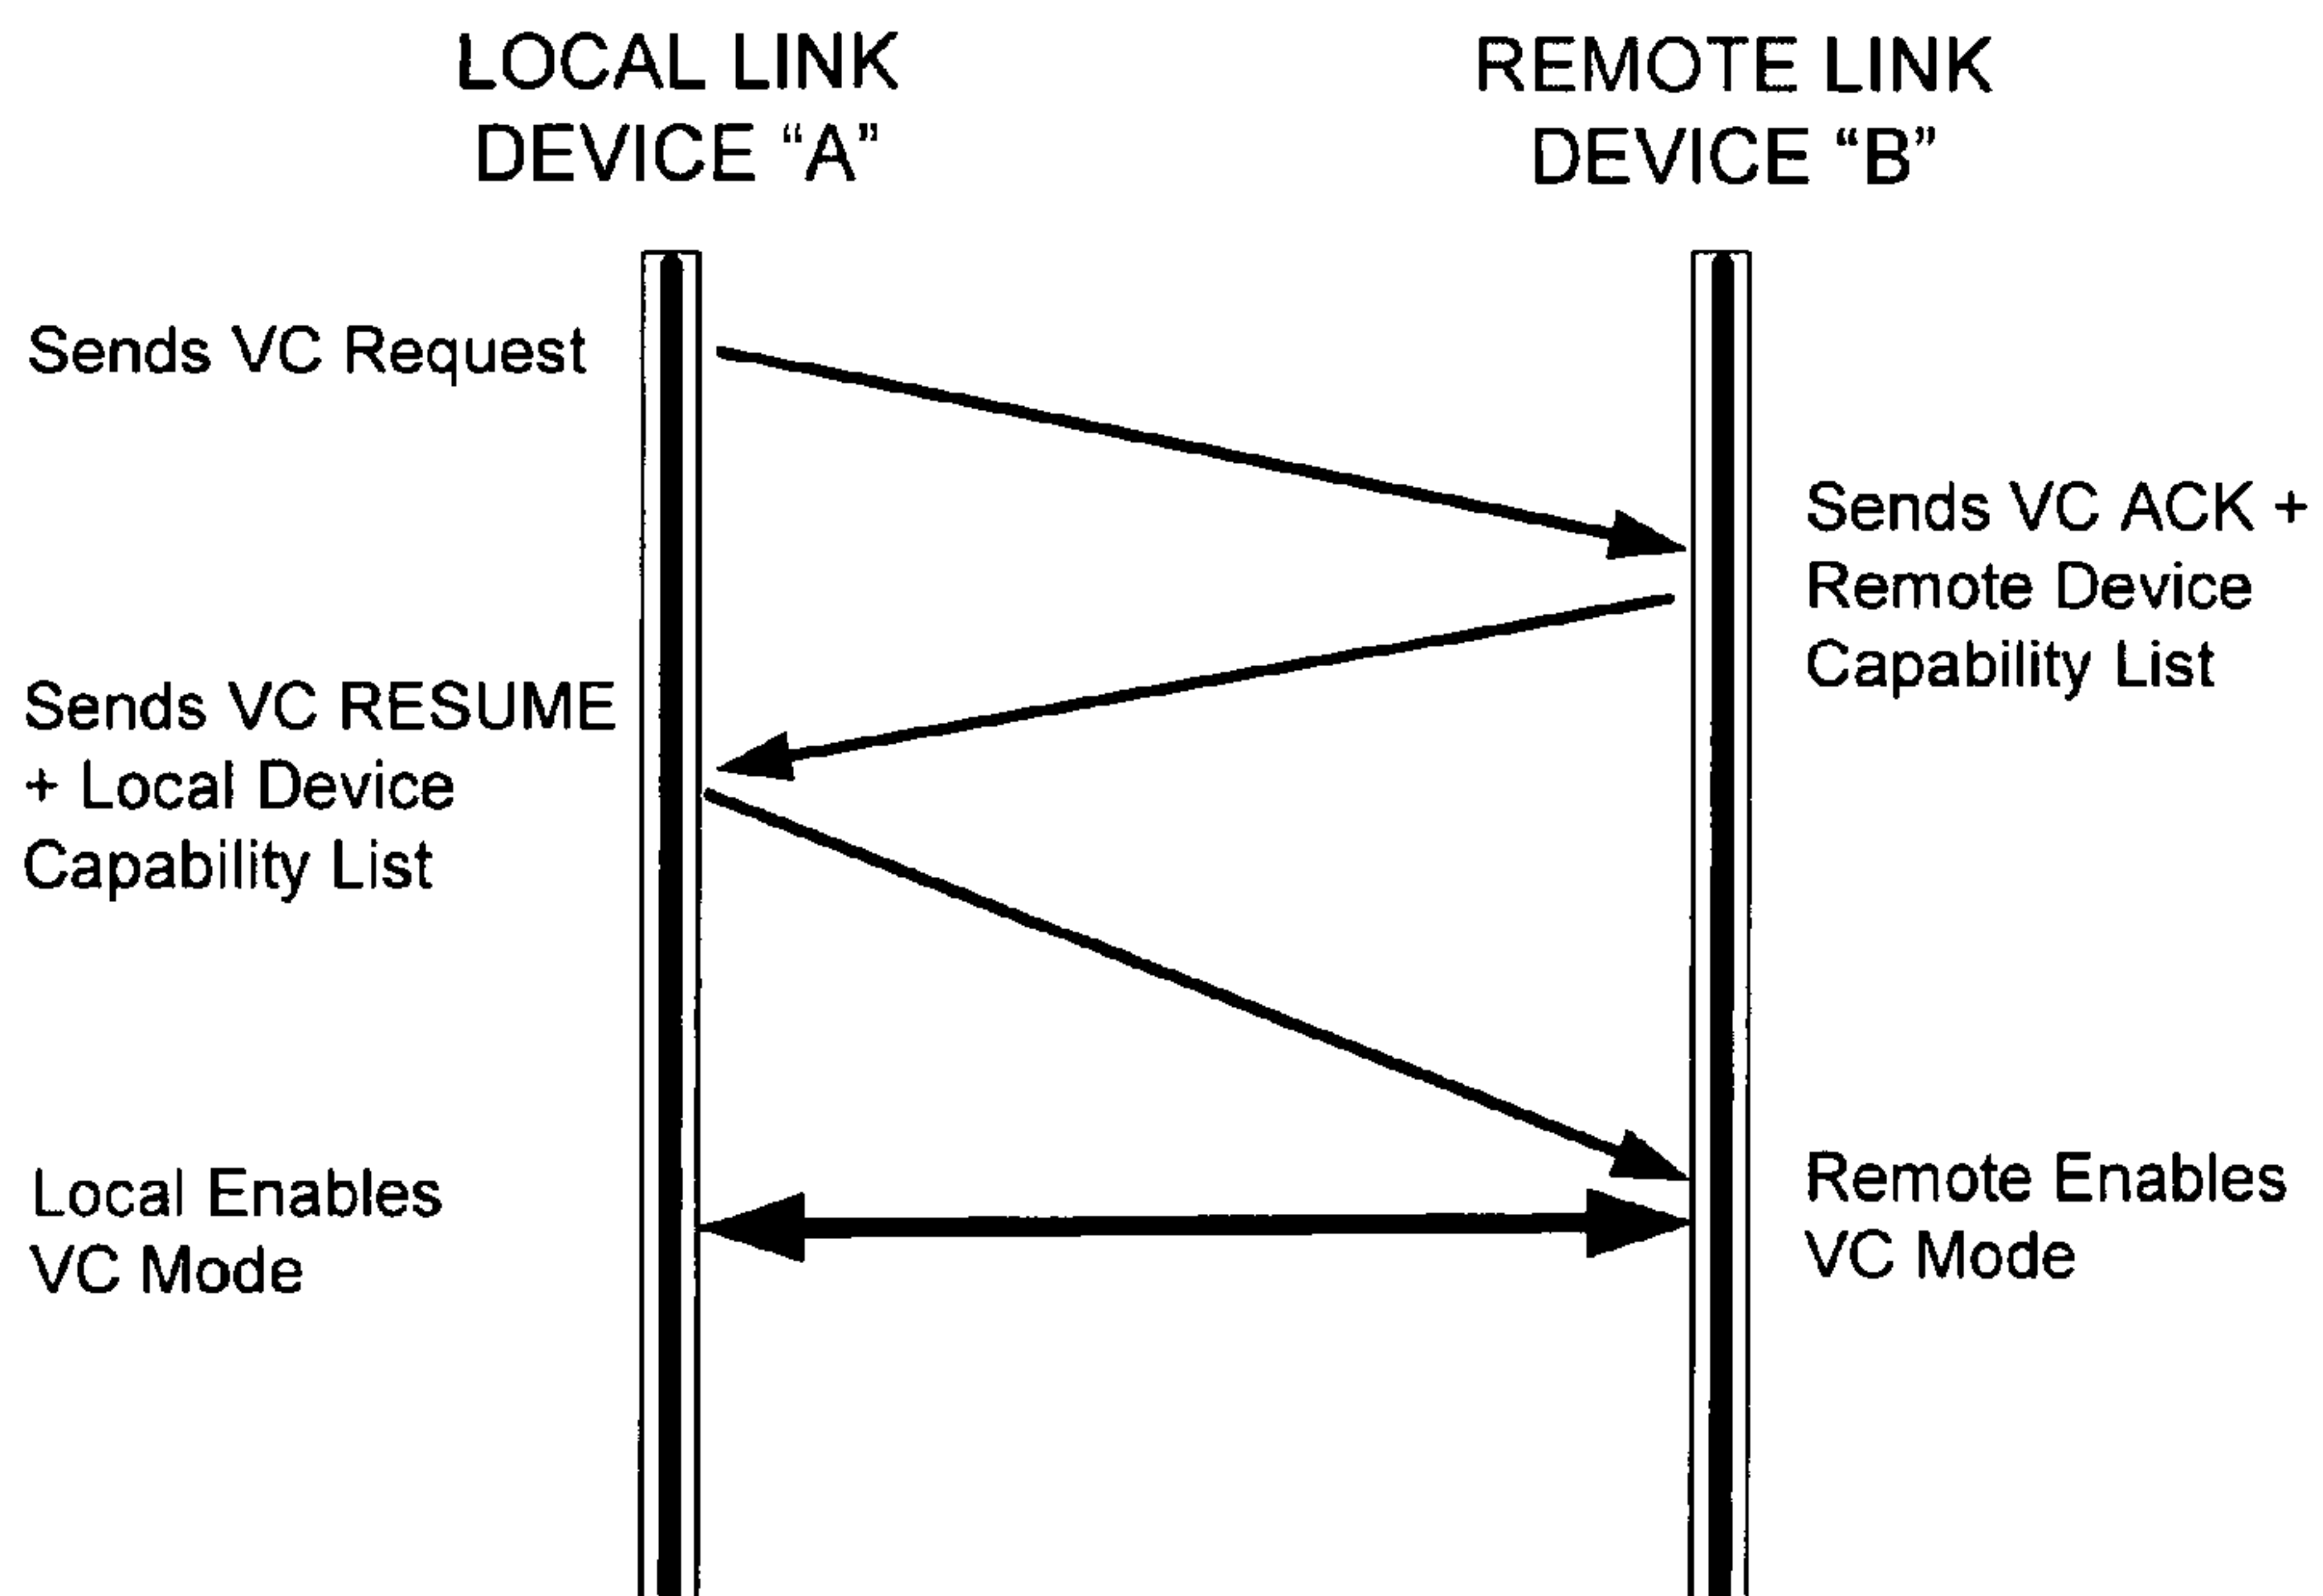 LOCAL LINK
DEVICE “A”
REMOTE LINK
DEVICE “B”
Sends VC Request
Sends VC ACK +
Remote Device
Capability List
Sends VC RESUME
+ Local Device
Capability List
Local Enables
VC Mode
Remote Enables
VC Mode